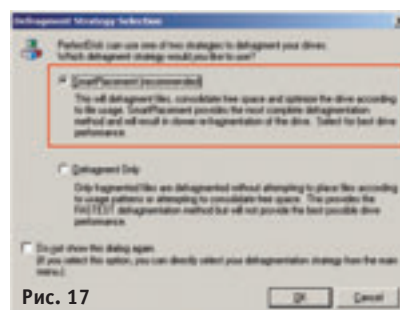 Defragment Strategy Selection
PerfectDisk can use one of two strategies to defragment your drives.
Which defragment strategy would you like to use?
SmartPlacement (recommended)
This will defragment files, consolidate free space and optimize the drive according
to file usage. SmartPlacement provides the most complete defragmentation
method and will result in slower re-fragmentation of the drive. Select for best drive
performance.
Defragment Only
Only fragmented files are defragmented without attempting to place files according
to usage patterns or attempting to consolidate free space. This provides the
FASTEST defragmentation method but will not provide the best possible drive
performance.
Do not show this dialog again.
(If you select this option, you can directly select your defragmentation strategy from the main
menu.)
Рис. 17
OK
Cancel